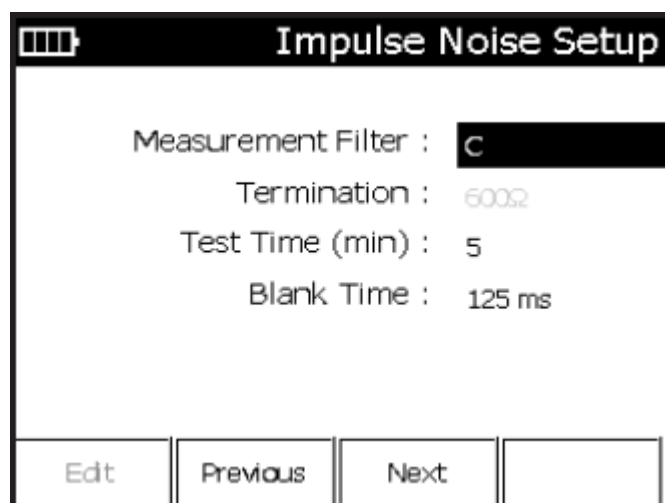 Impulse Noise Setup
Measurement Filter : C
Termination : 600Ω
Test Time (min) : 5
Blank Time : 125 ms
Edit Previous Next